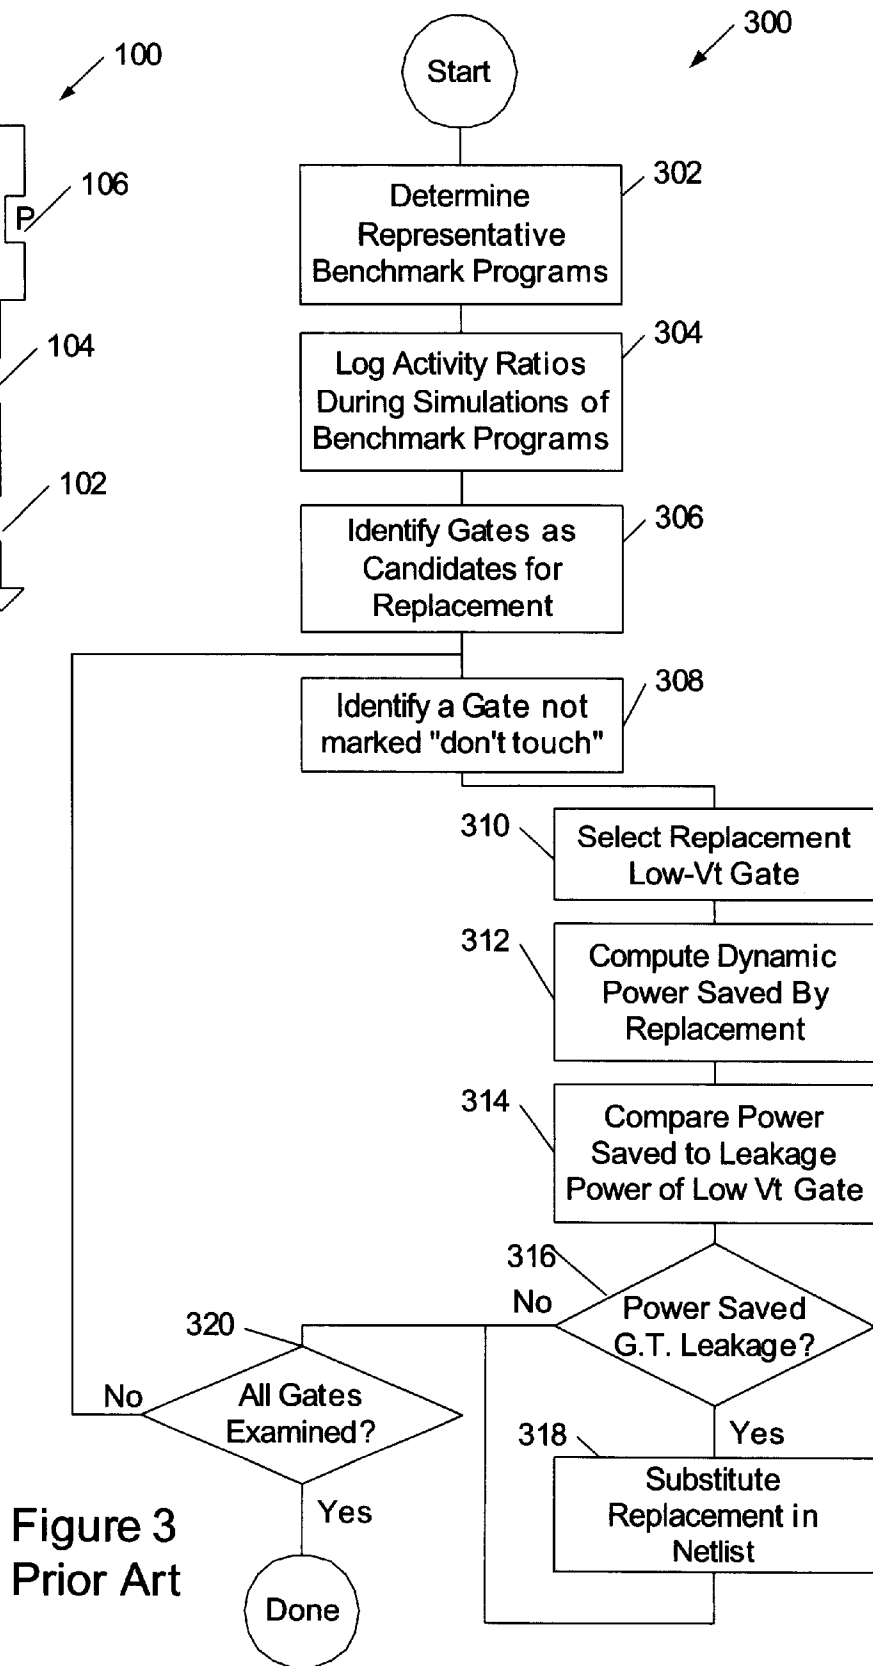 100
300
Start
106
P
302
Determine
Representative
Benchmark Programs
104
304
Log Activity Ratios
During Simulations of
Benchmark Programs
102
306
Identify Gates as
Candidates for
Replacement
308
Identify a Gate not
marked "don't touch"
310
Select Replacement
Low-Vt Gate
312
Compute Dynamic
Power Saved By
Replacement
314
Compare Power
Saved to Leakage
Power of Low Vt Gate
316
No
Power Saved
G.T. Leakage?
320
No
All Gates
Examined?
Yes
318
Substitute
Replacement in
Netlist
Yes
Figure 3
Prior Art
Done